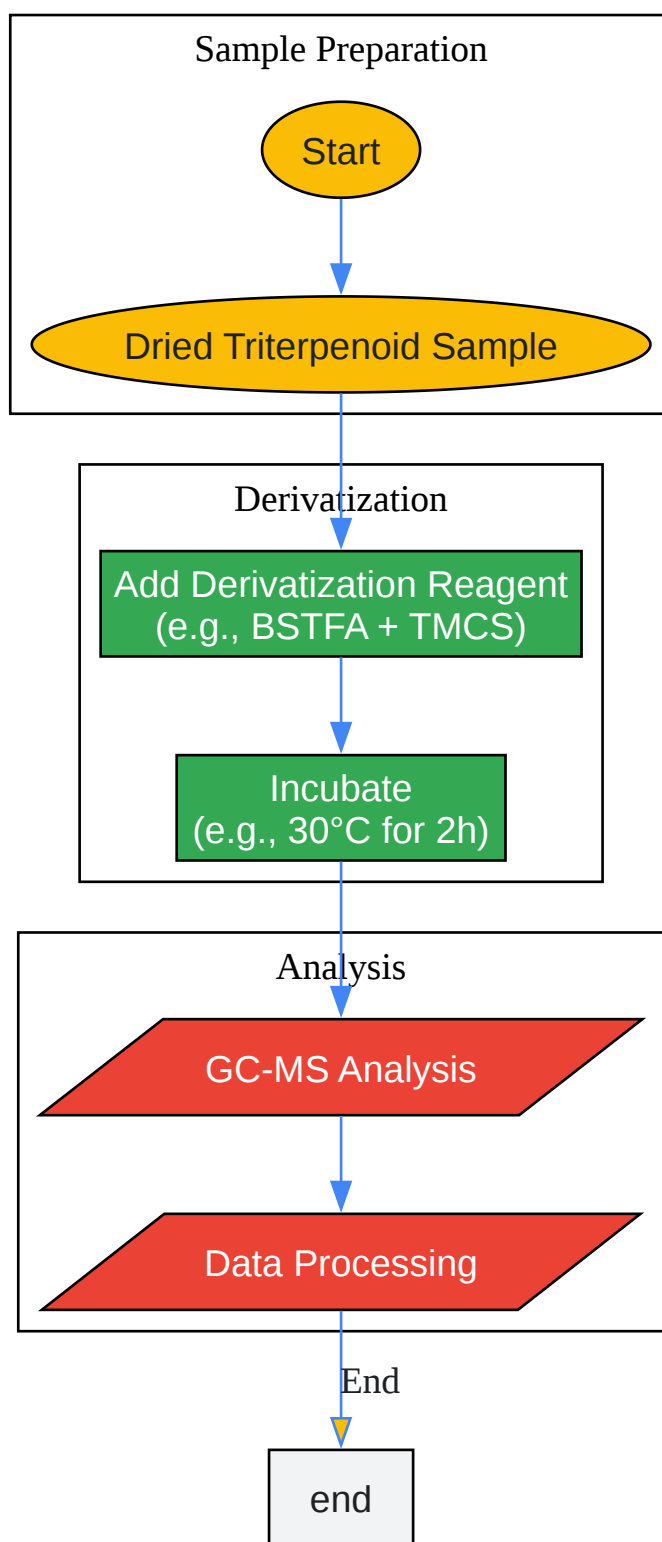 Sample Preparation
Start
Dried Triterpenoid Sample
Derivatization
Add Derivatization Reagent
(e.g., BSTFA + TMCS)
Incubate
(e.g., 30°C for 2h)
Analysis
GC-MS Analysis
Data Processing
End
end